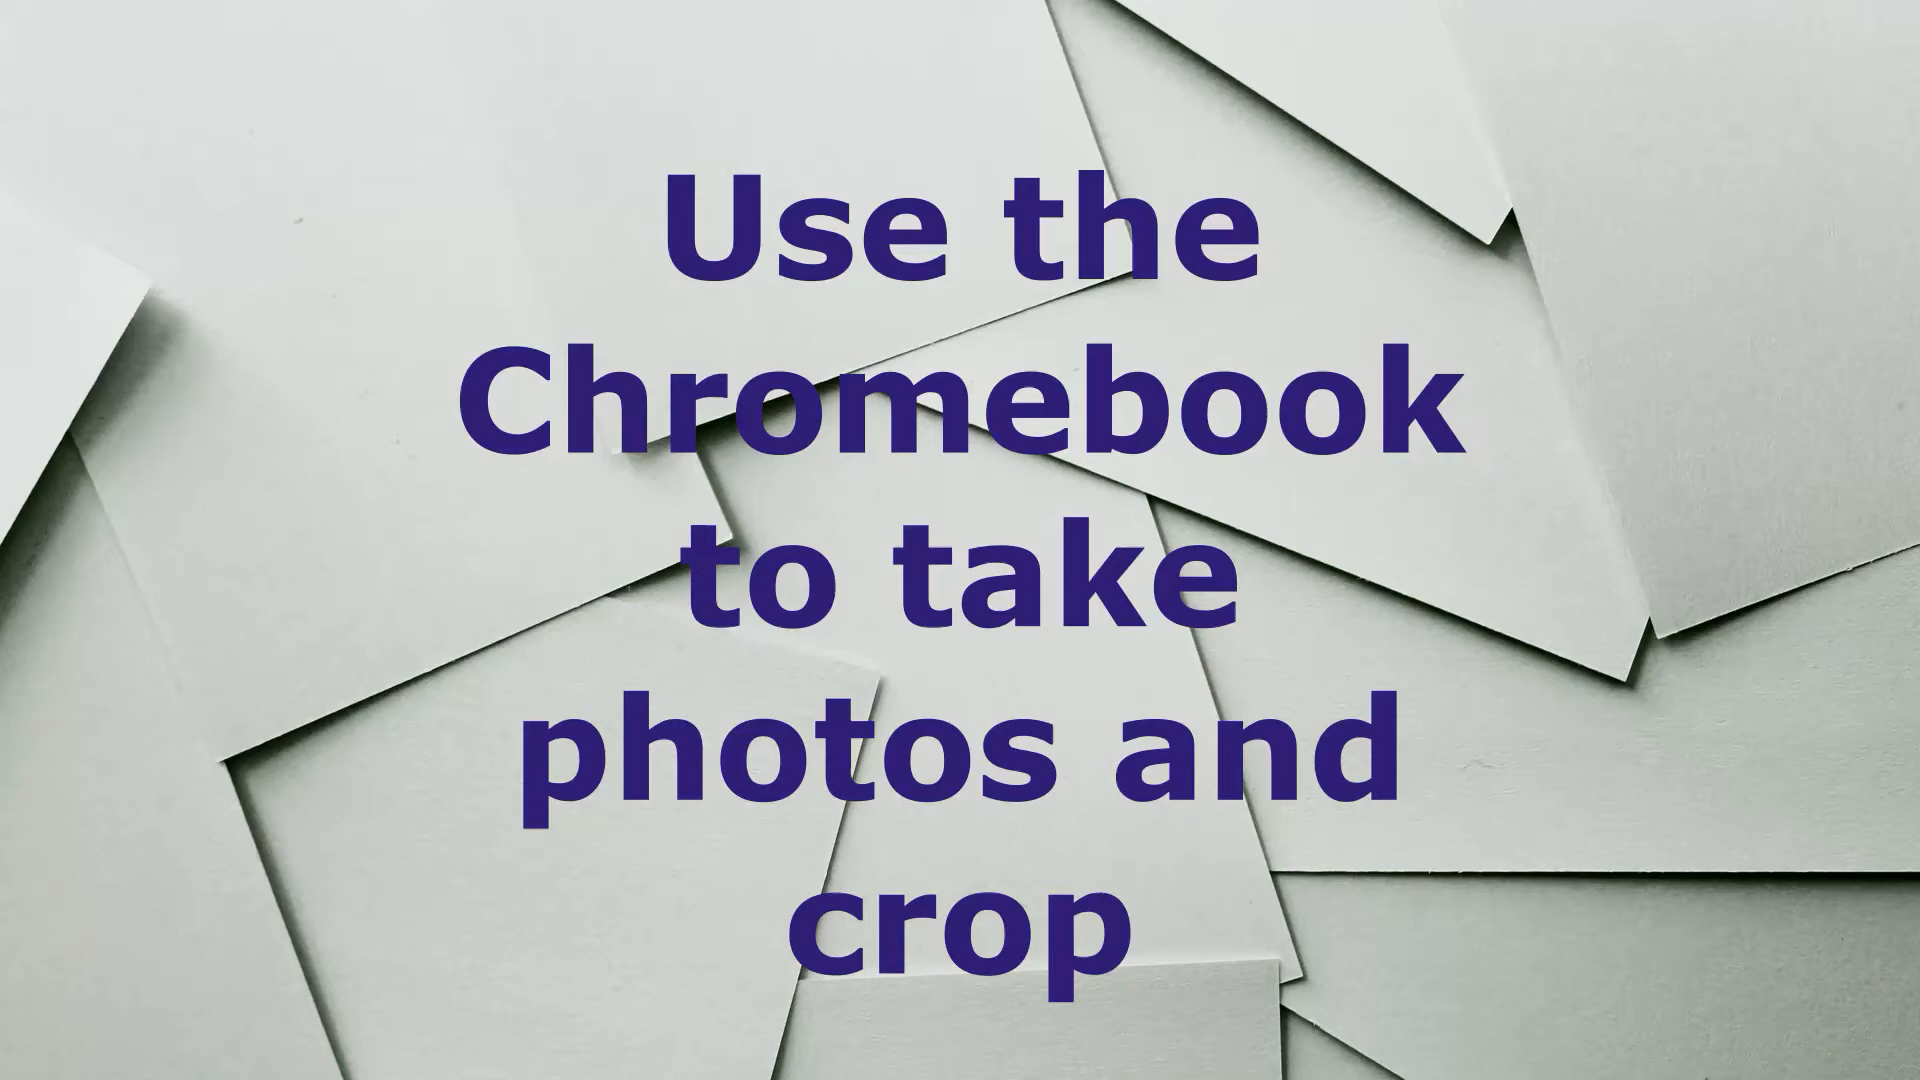 Use the
Chromebook
to take
photos and
crop